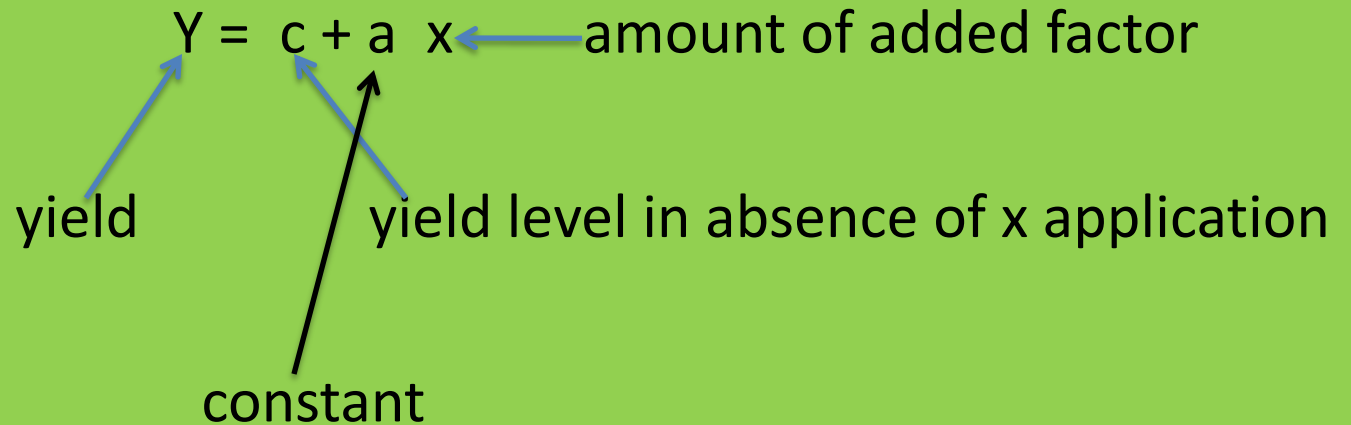 Y = c + a x amount of added factor
yield yield level in absence of x application
constant